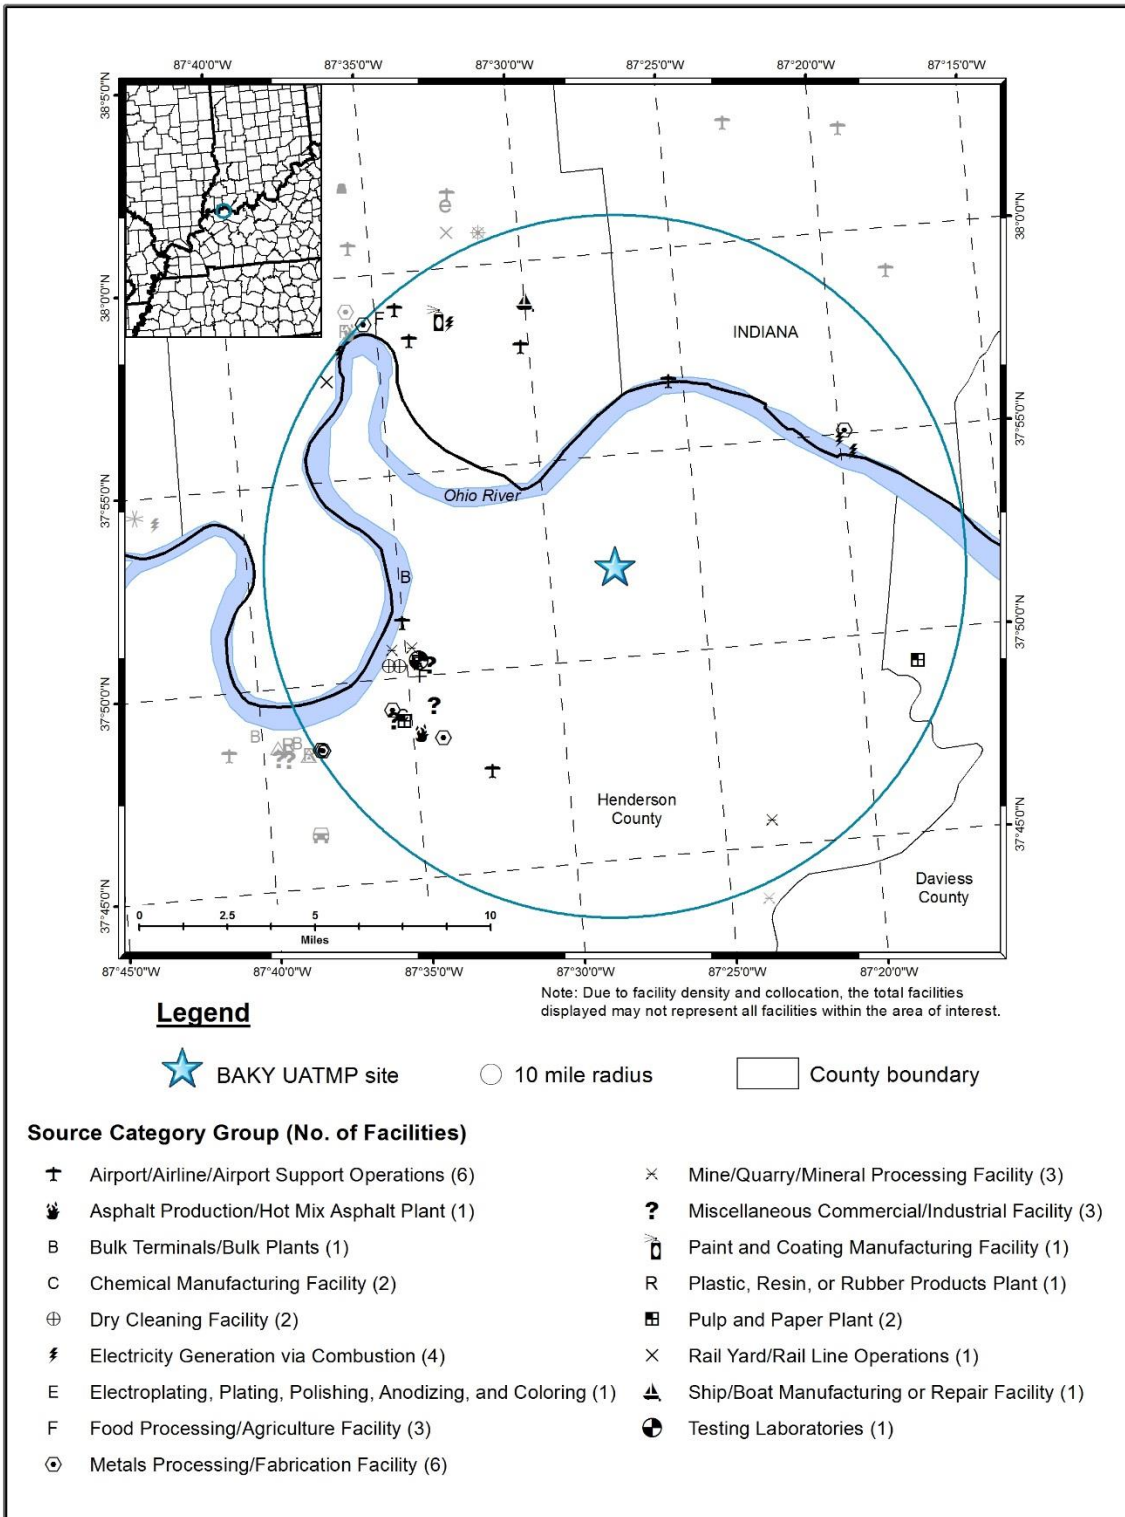 87°40'0"W 87°35'0"W 87°30'0"W 87°25'0"W 87°20'0"W 87°15'0"W
38°5'0"N
38°0'0"N
38°0'0"N
INDIANA
37°55'0"N
37°55'0"N
Ohio River
37°50'0"N
37°50'0"N
Henderson
County
37°45'0"N
Daviess
County
37°45'0"N
0 2.5 5 10
Miles
87°45'0"W 87°40'0"W 87°35'0"W 87°30'0"W 87°25'0"W 87°20'0"W
Note: Due to facility density and collocation, the total facilities
displayed may not represent all facilities within the area of interest.
Legend
BAKY UATMP site 10 mile radius County boundary
Source Category Group (No. of Facilities)
Airport/Airline/Airport Support Operations (6)
Asphalt Production/Hot Mix Asphalt Plant (1)
B Bulk Terminals/Bulk Plants (1)
C Chemical Manufacturing Facility (2)
Dry Cleaning Facility (2)
Electricity Generation via Combustion (4)
E Electroplating, Plating, Polishing, Anodizing, and Coloring (1)
F Food Processing/Agriculture Facility (3)
Metals Processing/Fabrication Facility (6)
Mine/Quarry/Mineral Processing Facility (3)
? Miscellaneous Commercial/Industrial Facility (3)
Paint and Coating Manufacturing Facility (1)
R Plastic, Resin, or Rubber Products Plant (1)
Pulp and Paper Plant (2)
Rail Yard/Rail Line Operations (1)
Ship/Boat Manufacturing or Repair Facility (1)
Testing Laboratories (1)